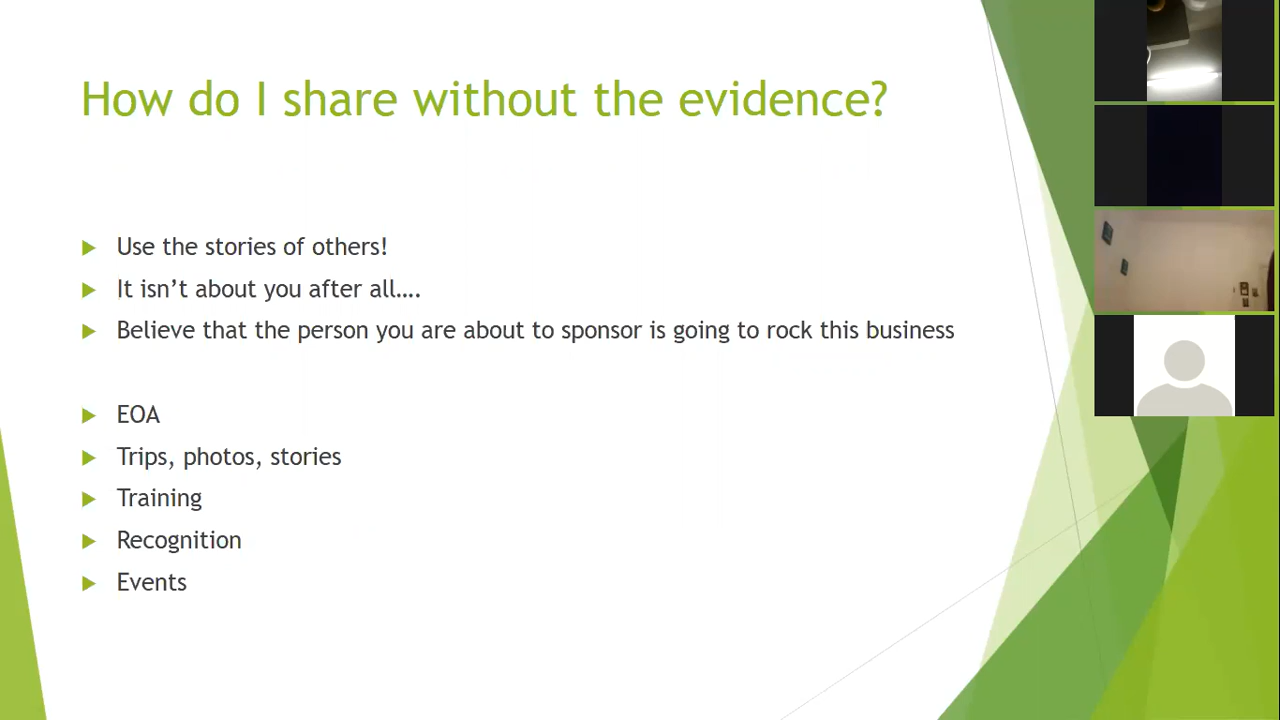 How do I share without the evidence?
Use the stories of others!
It isn’t about you after all….
Believe that the person you are about to sponsor is going to rock this business
EOA
Trips, photos, stories
Training
Recognition
Events